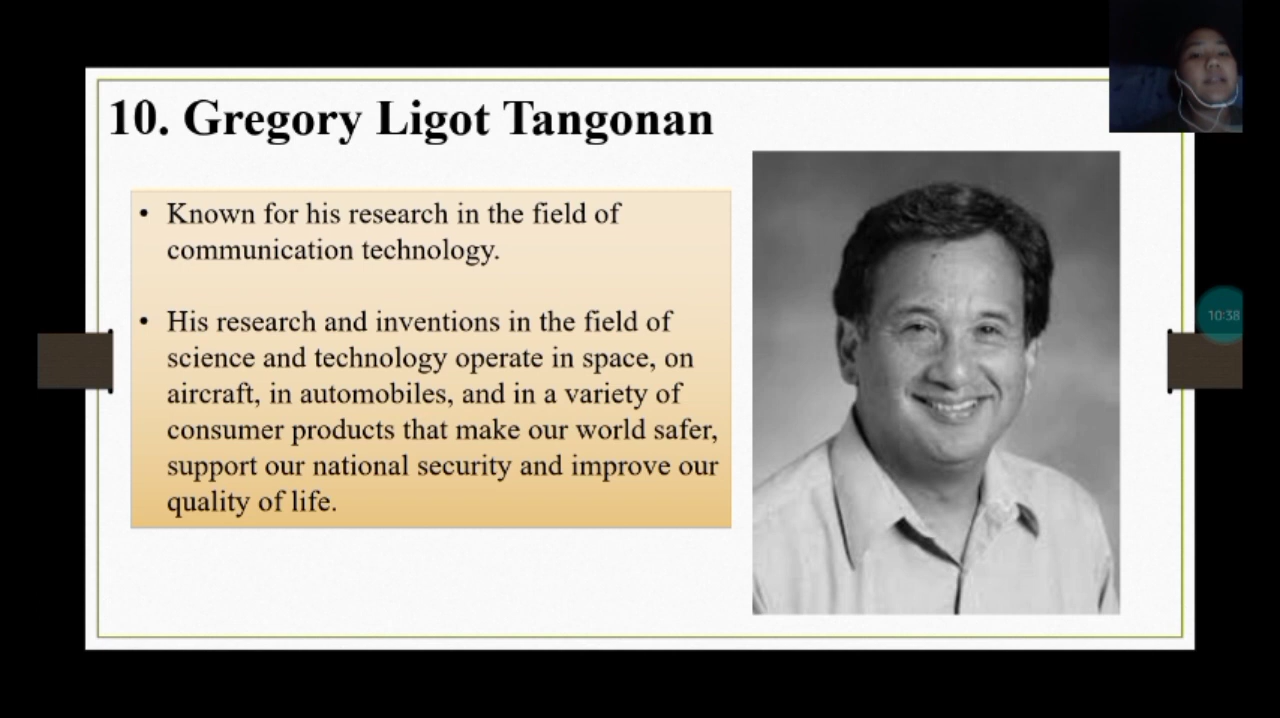 10. Gregory Ligot Tangonan
• Known for his research in the field of
communication technology.
• His research and inventions in the field of
science and technology operate in space, on
aircraft, in automobiles, and in a variety of
consumer products that make our world safer,
support our national security and improve our
quality of life.
10:38